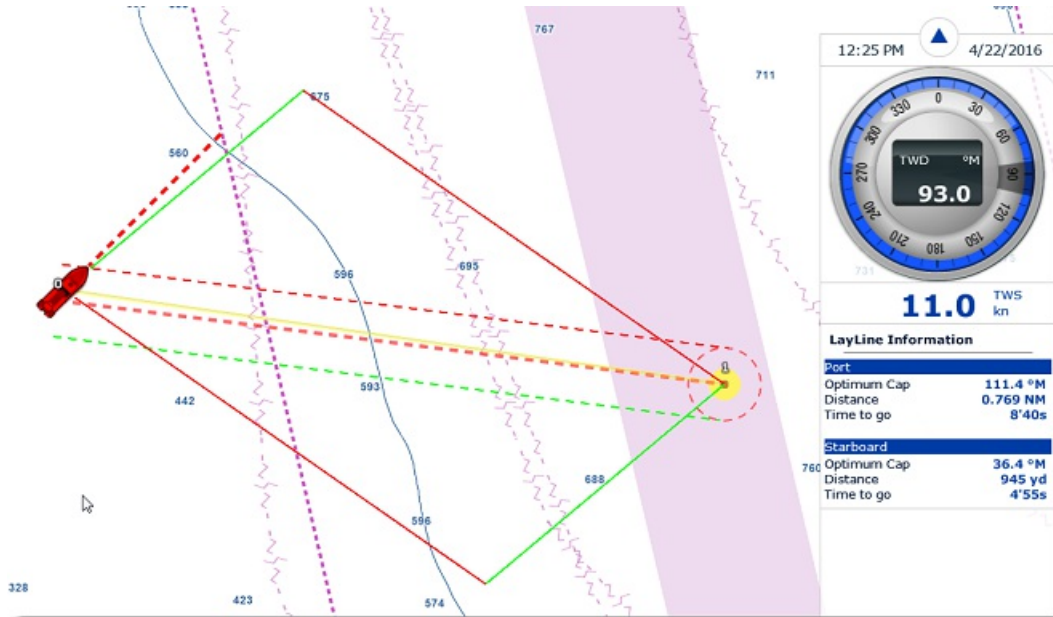 767
12:25 PM 4/22/2016
711
675
560
0 30 60 90 120 150 180 210 240 270 300 330
TWD °M
93.0
731
596
695
11.0 TWS
kn
LayLine Information
Port
Optimum Cap 111.4 °M
Distance 0.769 NM
Time to go 8'40s
Starboard
Optimum Cap 36.4 °M
Distance 945 yd
Time to go 4'55s
0
1
593
442
760
688
596
328
423
574